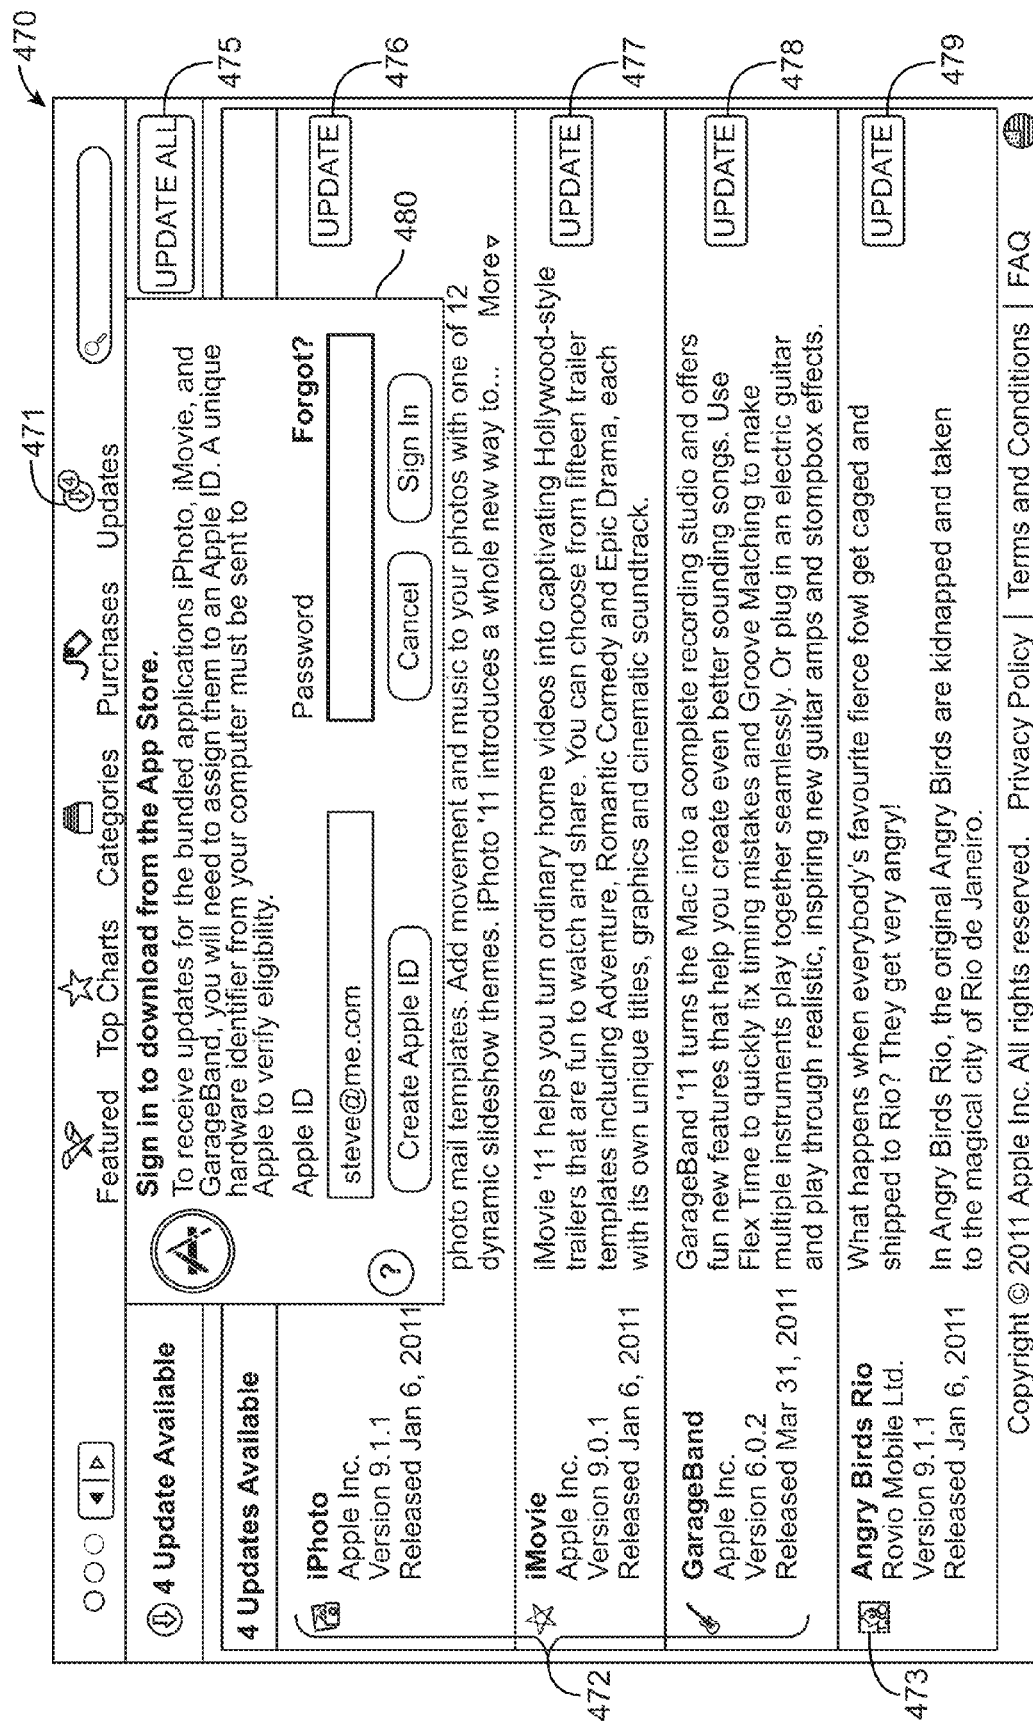 470
471
Featured Top Charts Categories Purchases Updates
4
4 Update Available
UPDATE ALL
475
Sign in to download from the App Store.
To receive updates for the bundled applications iPhoto, iMovie, and
GarageBand, you will need to assign them to an Apple ID. A unique
hardware identifier from your computer must be sent to
Apple to verify eligibility.
Apple ID
Password
Forgot?
steve@me.com
?
Create Apple ID
Cancel
Sign In
480
4 Updates Available
iPhoto
Apple Inc.
Version 9.1.1
Released Jan 6, 2011
photo mail templates. Add movement and music to your photos with one of 12
dynamic slideshow themes. iPhoto '11 introduces a whole new way to... More
UPDATE
476
iMovie
Apple Inc.
Version 9.0.1
Released Jan 6, 2011
iMovie '11 helps you turn ordinary home videos into captivating Hollywood-style
trailers that are fun to watch and share. You can choose from fifteen trailer
templates including Adventure, Romantic Comedy and Epic Drama, each
with its own unique titles, graphics and cinematic soundtrack.
UPDATE
477
472
GarageBand
Apple Inc.
Version 6.0.2
Released Mar 31, 2011
GarageBand '11 turns the Mac into a complete recording studio and offers
fun new features that help you create even better sounding songs. Use
Flex Time to quickly fix timing mistakes and Groove Matching to make
multiple instruments play together seamlessly. Or plug in an electric guitar
and play through realistic, inspiring new guitar amps and stompbox effects.
UPDATE
478
473
Angry Birds Rio
Rovio Mobile Ltd.
Version 9.1.1
Released Jan 6, 2011
What happens when everybody's favourite fierce fowl get caged and
shipped to Rio? They get very angry!
In Angry Birds Rio, the original Angry Birds are kidnapped and taken
to the magical city of Rio de Janeiro.
UPDATE
479
Copyright © 2011 Apple Inc. All rights reserved. Privacy Policy | Terms and Conditions | FAQ